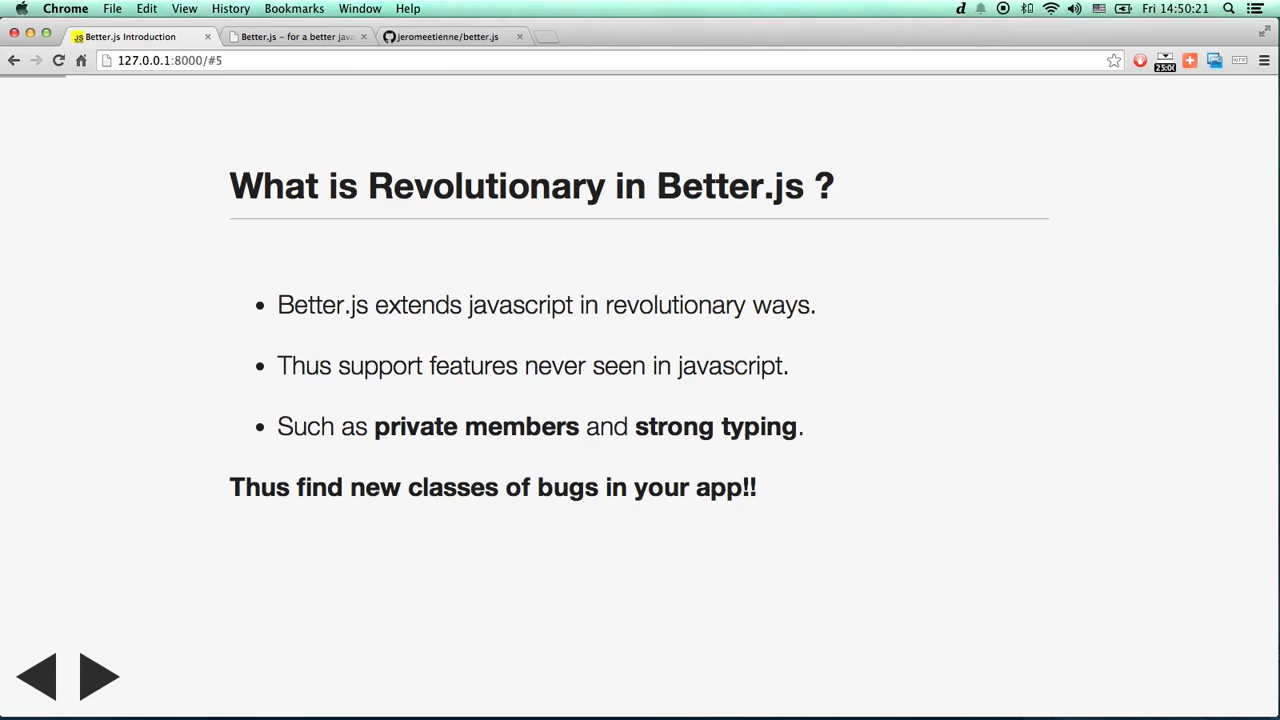 Chrome File Edit View History Bookmarks Window Help
d Fri 14:50:21
JS Better.js Introduction
Better.js – for a better java
jeromeetienne/better.js
127.0.0.1:8000/#5
25:00
What is Revolutionary in Better.js ?
• Better.js extends javascript in revolutionary ways.
• Thus support features never seen in javascript.
• Such as private members and strong typing.
Thus find new classes of bugs in your app!!